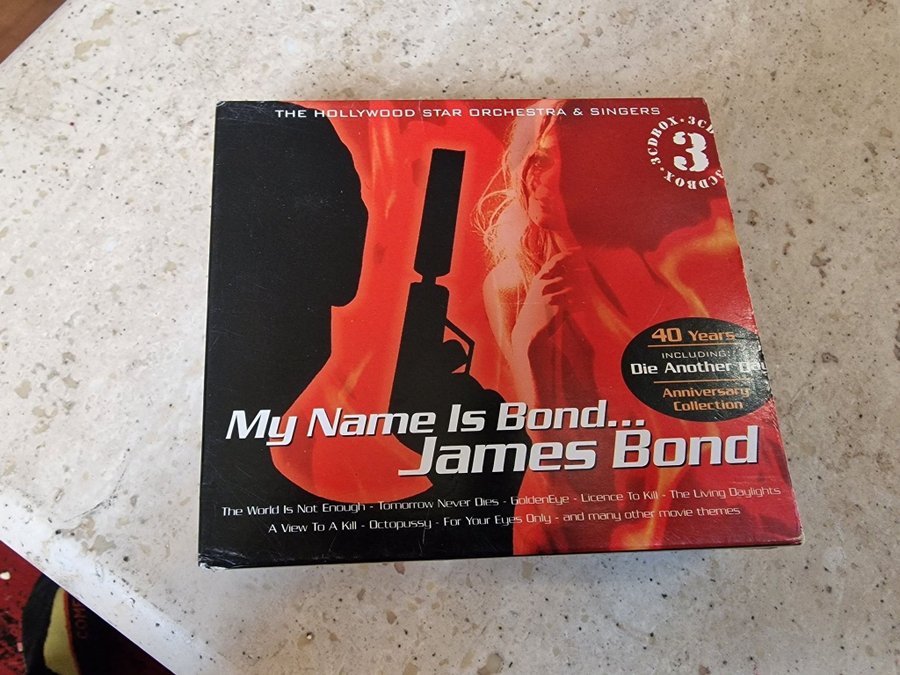 THE HOLLYWOOD STAR ORCHESTRA & SINGERS
3CDBOX · 3CD
3
3CDBOX
40 Years
INCLUDING:
Die Another Day
Anniversary
Collection
My Name Is Bond...
James Bond
The World Is Not Enough - Tomorrow Never Dies - GoldenEye - Licence To Kill - The Living Daylights
A View To A Kill - Octopussy - For Your Eyes Only - and many other movie themes